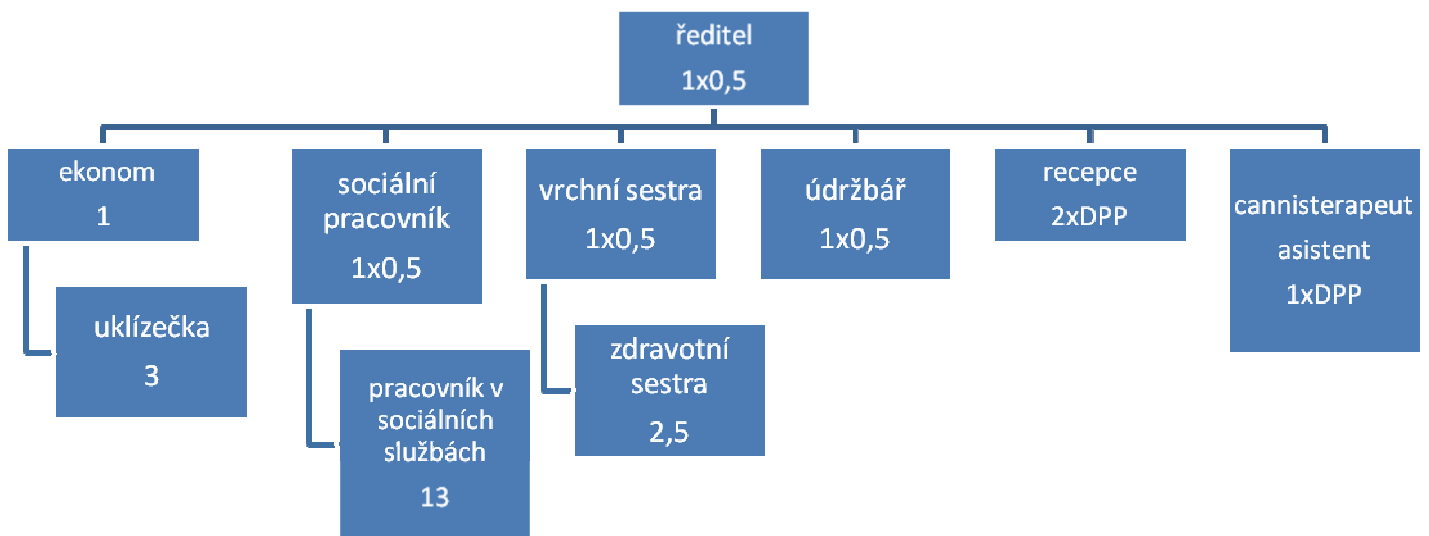 ředitel
1x0,5
ekonom
1
sociální
pracovník
1x0,5
vrchní sestra
1x0,5
údržbář
1x0,5
recepce
2xDPP
cannisterapeut
asistent
1xDPP
uklízečka
3
pracovník v
sociálních
službách
13
zdravotní
sestra
2,5